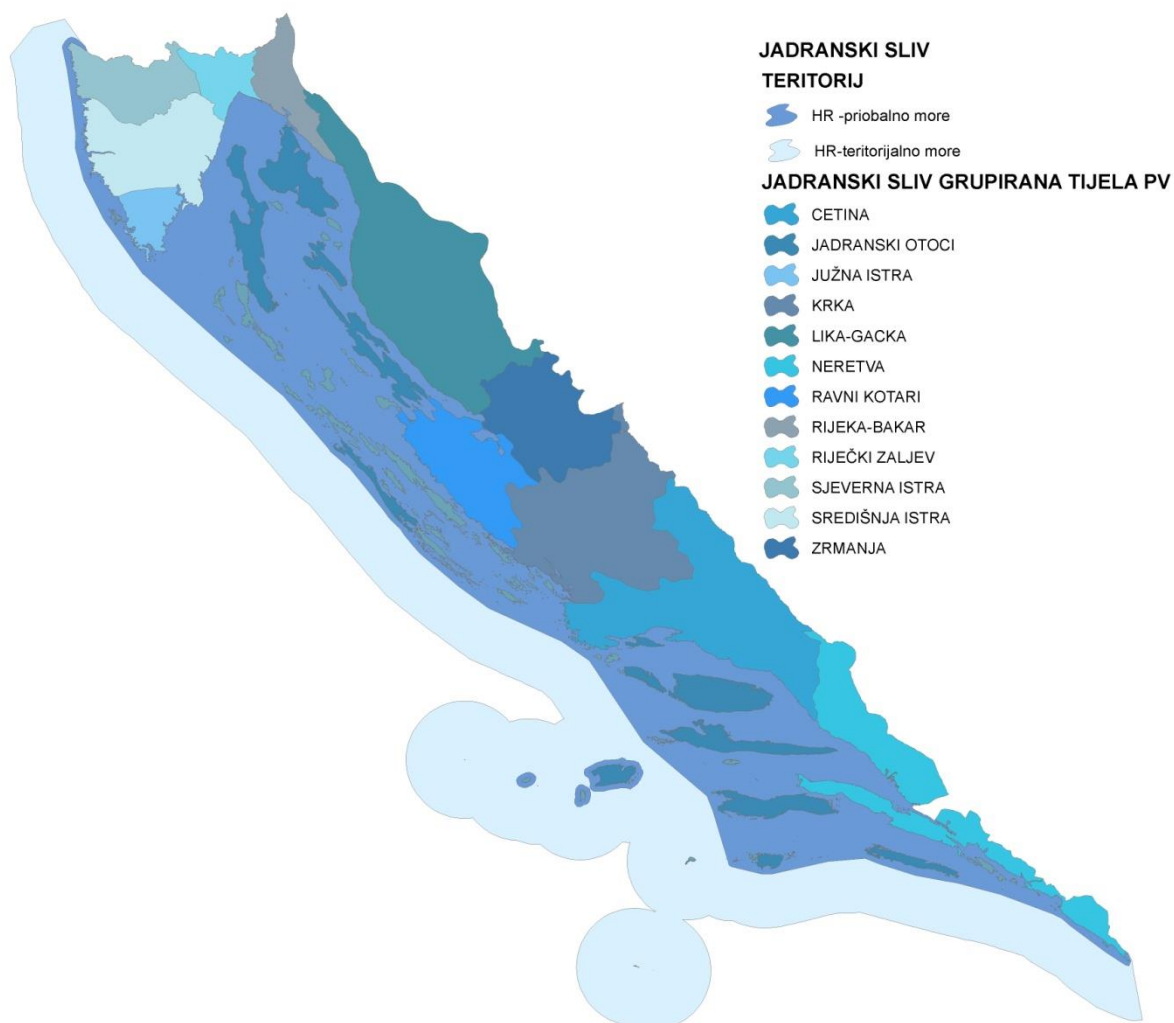 JADRANSKI SLIV
TERITORIJ
HR -priobalno more
HR-teritorijalno more
JADRANSKI SLIV GRUPIRANA TIJELA PV
CETINA
JADRANSKI OTOCI
JUŽNA ISTRA
KRKA
LIKA-GACKA
NERETVA
RAVNI KOTARI
RIJEKA-BAKAR
RIJEČKI ZALJEV
SJEVERNA ISTRA
SREDIŠNJA ISTRA
ZRMANJA